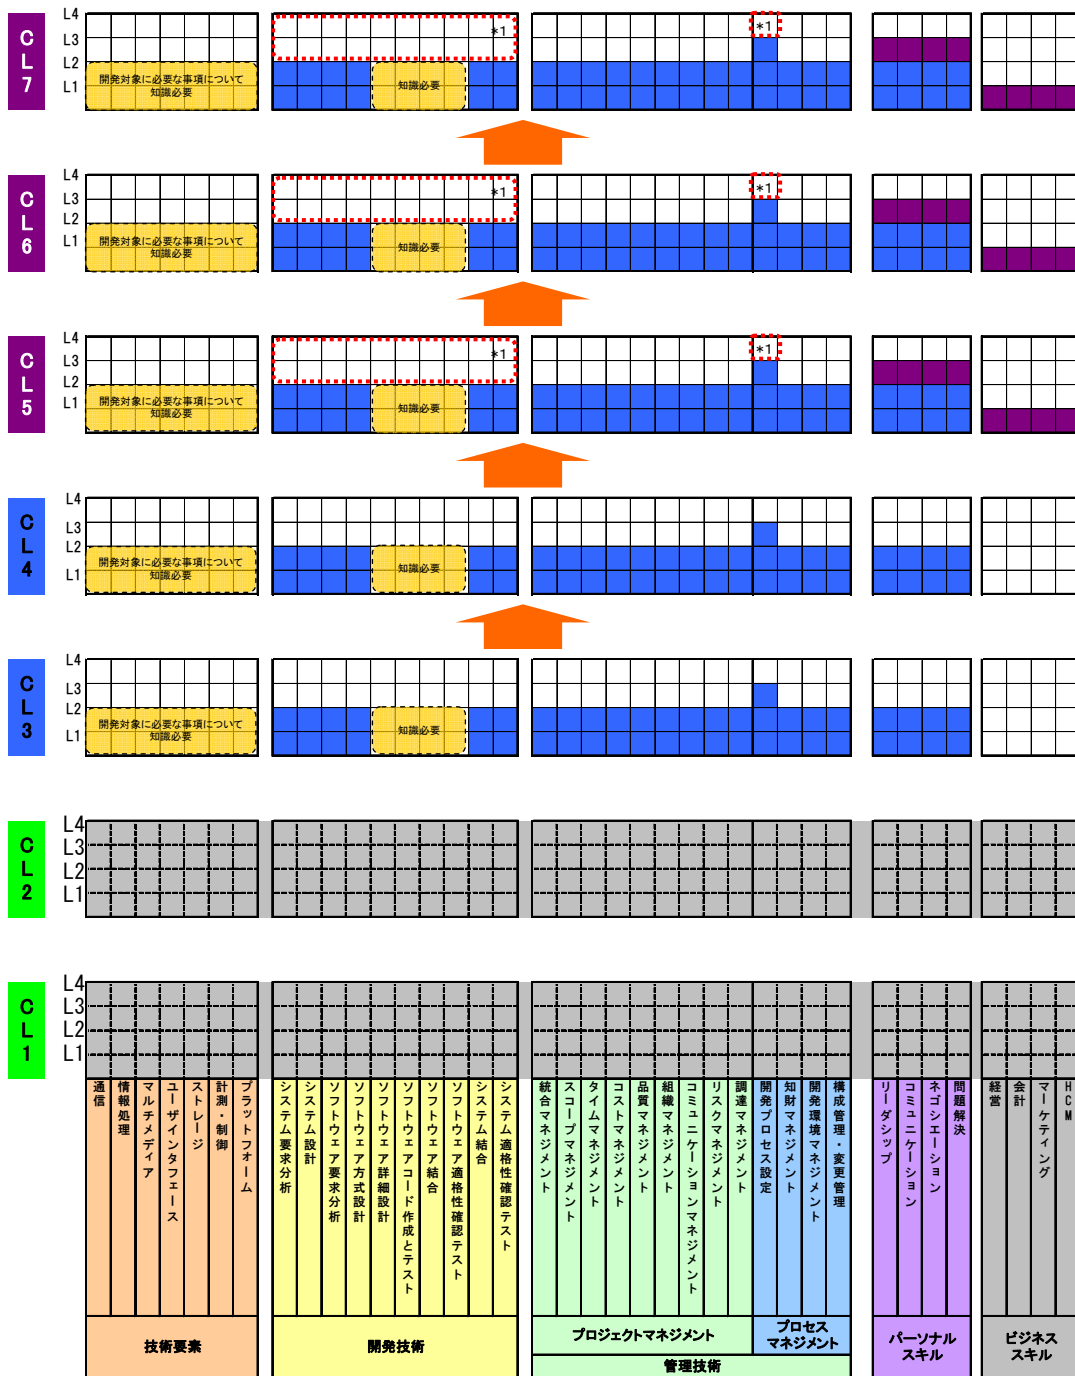 CL7
L4
L3
L2
L1
開発対象に必要な事項について
知識必要
*1
知識必要
*1
CL6
L4
L3
L2
L1
開発対象に必要な事項について
知識必要
*1
知識必要
*1
CL5
L4
L3
L2
L1
開発対象に必要な事項について
知識必要
*1
知識必要
*1
CL4
L4
L3
L2
L1
開発対象に必要な事項について
知識必要
知識必要
CL3
L4
L3
L2
L1
開発対象に必要な事項について
知識必要
知識必要
CL2
L4
L3
L2
L1
CL1
L4
L3
L2
L1
通信
情報処理
マルチメディア
ユーザインタフェース
ストレージ
計測・制御
プラットフォーム
システム要求分析
システム設計
ソフトウェア要求分析
ソフトウェア方式設計
ソフトウェア詳細設計
ソフトウェアコード作成とテスト
ソフトウェア結合
ソフトウェア適格性確認テスト
システム結合
システム適格性確認テスト
統合マネジメント
スコープマネジメント
タイムマネジメント
コストマネジメント
品質マネジメント
組織マネジメント
コミュニケーションマネジメント
リスクマネジメント
調達マネジメント
開発プロセス設定
知財マネジメント
開発環境マネジメント
構成管理・変更管理
リーダシップ
コミュニケーション
ネゴシエーション
問題解決
経営
会計
マーケティング
HCM
技術要素
開発技術
プロジェクトマネジメント
プロセス
マネジメント
管理技術
パーソナル
スキル
ビジネス
スキル